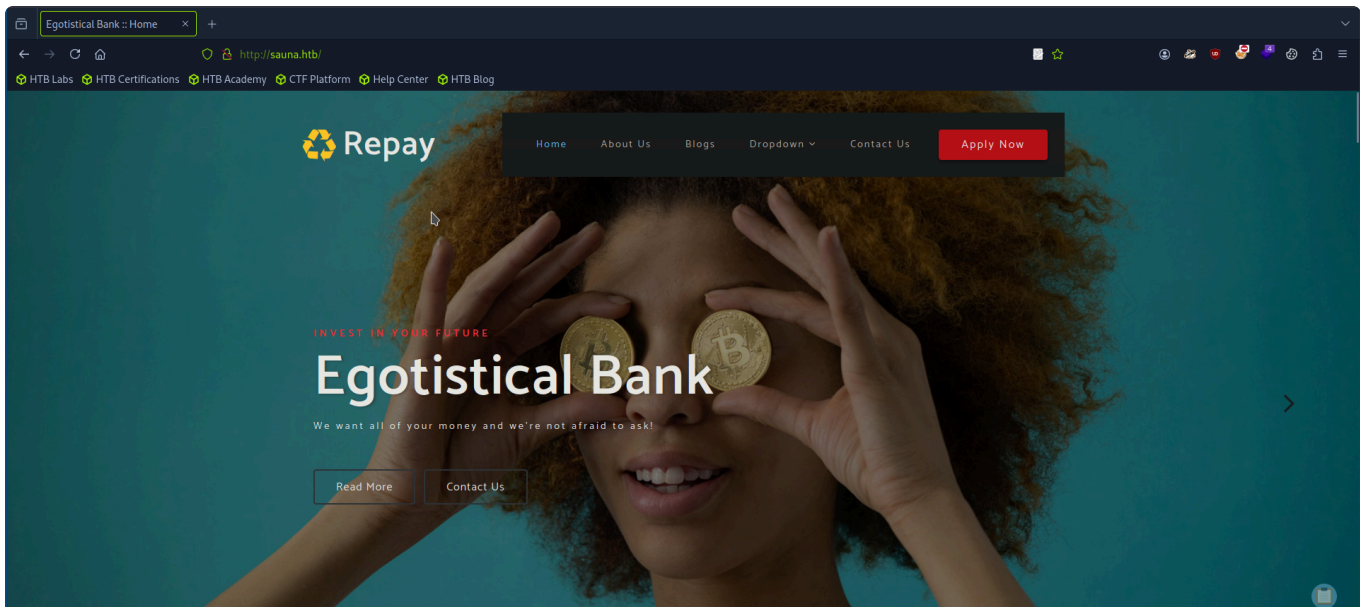 Egotistical Bank :: Home
http://sauna.htb/
HTB Labs HTB Certifications HTB Academy CTF Platform Help Center HTB Blog
Repay Home About Us Blogs Dropdown Contact Us Apply Now
INVEST IN YOUR FUTURE
Egotistical Bank
We want all of your money and we're not afraid to ask!
Read More Contact Us